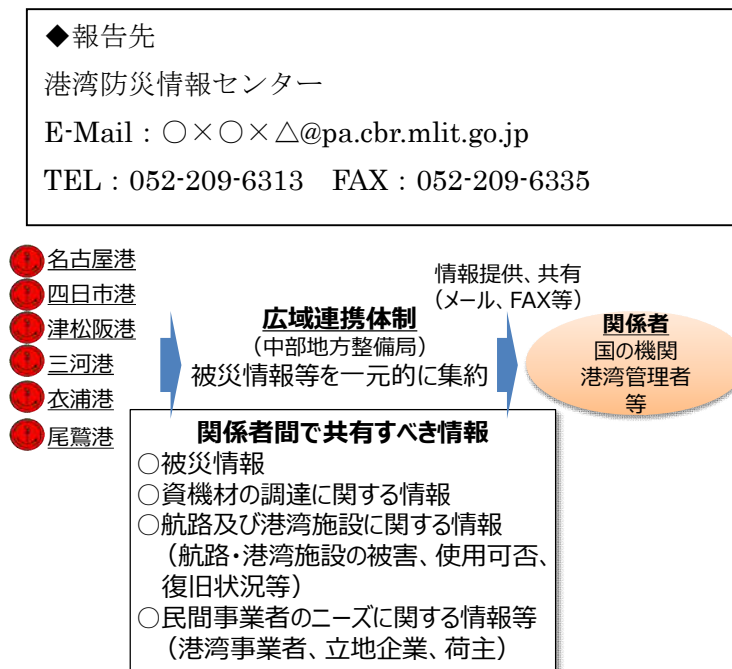 ◆報告先
港湾防災情報センター
E-Mail：○×○×△@pa.cbr.mlit.go.jp
TEL：052-209-6313　FAX：052-209-6335
名古屋港
四日市港
津松阪港
三河港
衣浦港
尾鷲港
広域連携体制
（中部地方整備局）
被災情報等を一元的に集約
情報提供、共有
（メール、FAX等）
関係者
国の機関
港湾管理者
等
関係者間で共有すべき情報
○被災情報
○資機材の調達に関する情報
○航路及び港湾施設に関する情報
（航路・港湾施設の被害、使用可否、
復旧状況等）
○民間事業者のニーズに関する情報等
（港湾事業者、立地企業、荷主）